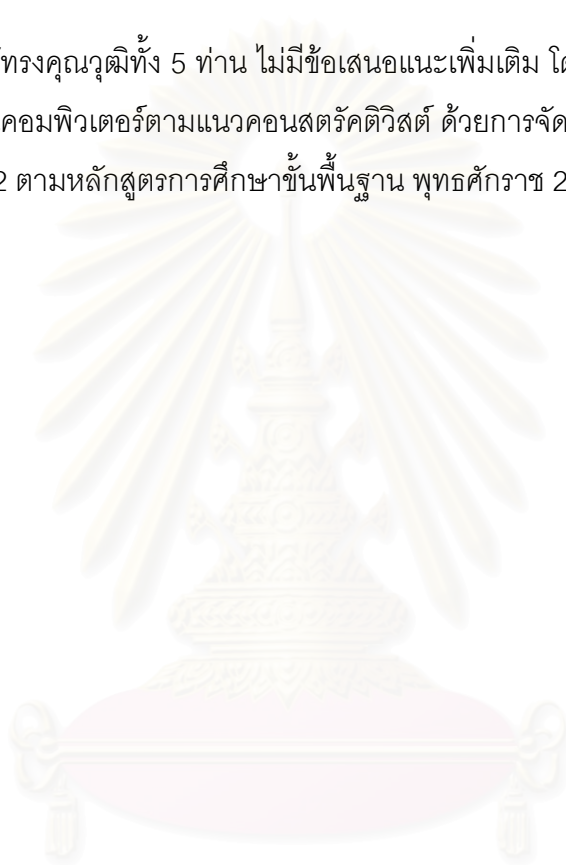 ทรงคุณวุฒิทั้ง 5 ท่าน ไม่มีข้อเสนอแนะเพิ่มเติม โด
คอมพิวเตอร์ตามแนวคอนสตรัคติวิสต์ ด้วยการจัด
2 ตามหลักสูตรการศึกษาขั้นพื้นฐาน พุทธศักราช 2